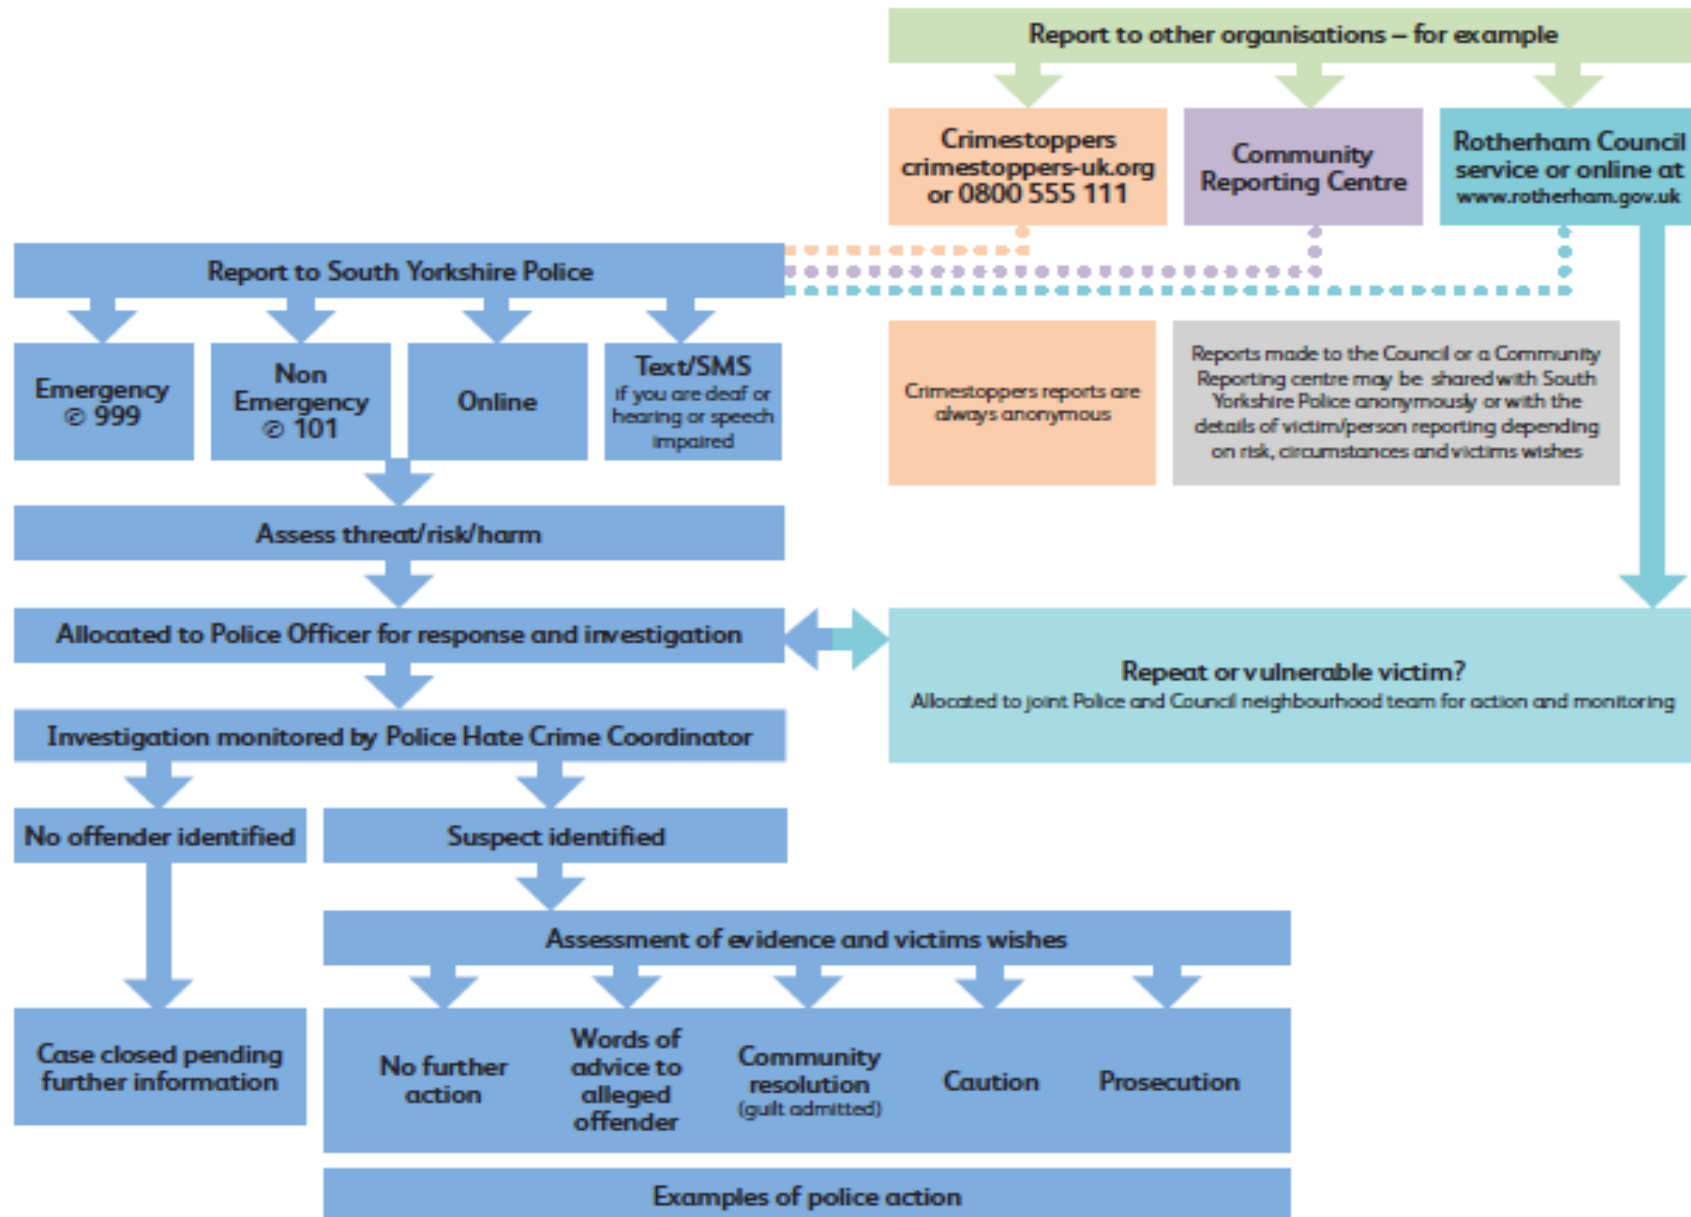 Report to other organisations – for example
Crimestoppers
crimestoppers-uk.org
or 0800 555 111
Community
Reporting Centre
Rotherham Council
service or online at
www.rotherham.gov.uk
Report to South Yorkshire Police
Emergency
✆ 999
Non
Emergency
✆ 101
Online
Text/SMS
if you are deaf or
hearing or speech
impaired
Crimestoppers reports are
always anonymous
Reports made to the Council or a Community
Reporting centre may be shared with South
Yorkshire Police anonymously or with the
details of victim/person reporting depending
on risk, circumstances and victims wishes
Assess threat/risk/harm
Allocated to Police Officer for response and investigation
Repeat or vulnerable victim?
Allocated to joint Police and Council neighbourhood team for action and monitoring
Investigation monitored by Police Hate Crime Coordinator
No offender identified
Suspect identified
Assessment of evidence and victims wishes
Case closed pending
further information
No further
action
Words of
advice to
alleged
offender
Community
resolution
(guilt admitted)
Caution
Prosecution
Examples of police action